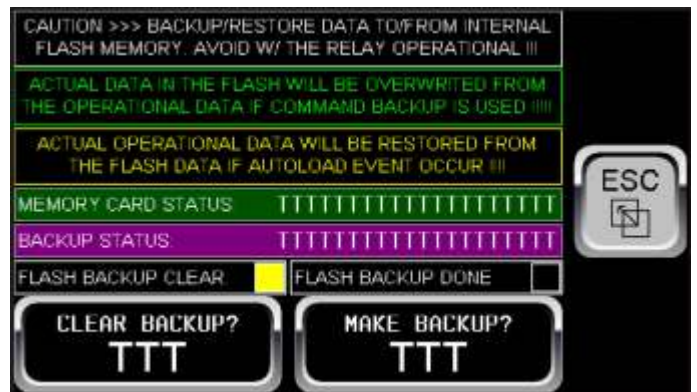 CAUTION >>> BACKUP/RESTORE DATA TO/FROM INTERNAL
FLASH MEMORY. AVOID W/ THE RELAY OPERATIONAL !!!
ACTUAL DATA IN THE FLASH WILL BE OVERWRITED FROM
THE OPERATIONAL DATA IF COMMAND BACKUP IS USED !!!!!
ACTUAL OPERATIONAL DATA WILL BE RESTORED FROM
THE FLASH DATA IF AUTOLOAD EVENT OCCUR !!!!
ESC
MEMORY CARD STATUS TTTTTTTTTTTTTTTTTTTT
BACKUP STATUS: TTTTTTTTTTTTTTTTTTTT
FLASH BACKUP CLEAR FLASH BACKUP DONE
CLEAR BACKUP? MAKE BACKUP?
TTT TTT